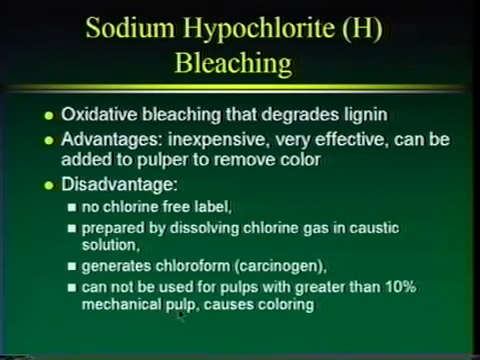 Sodium Hypochlorite (H)
Bleaching
● Oxidative bleaching that degrades lignin
● Advantages: inexpensive, very effective, can be
added to pulper to remove color
● Disadvantage:
■ no chlorine free label,
■ prepared by dissolving chlorine gas in caustic
solution,
■ generates chloroform (carcinogen),
■ can not be used for pulps with greater than 10%
mechanical pulp, causes coloring